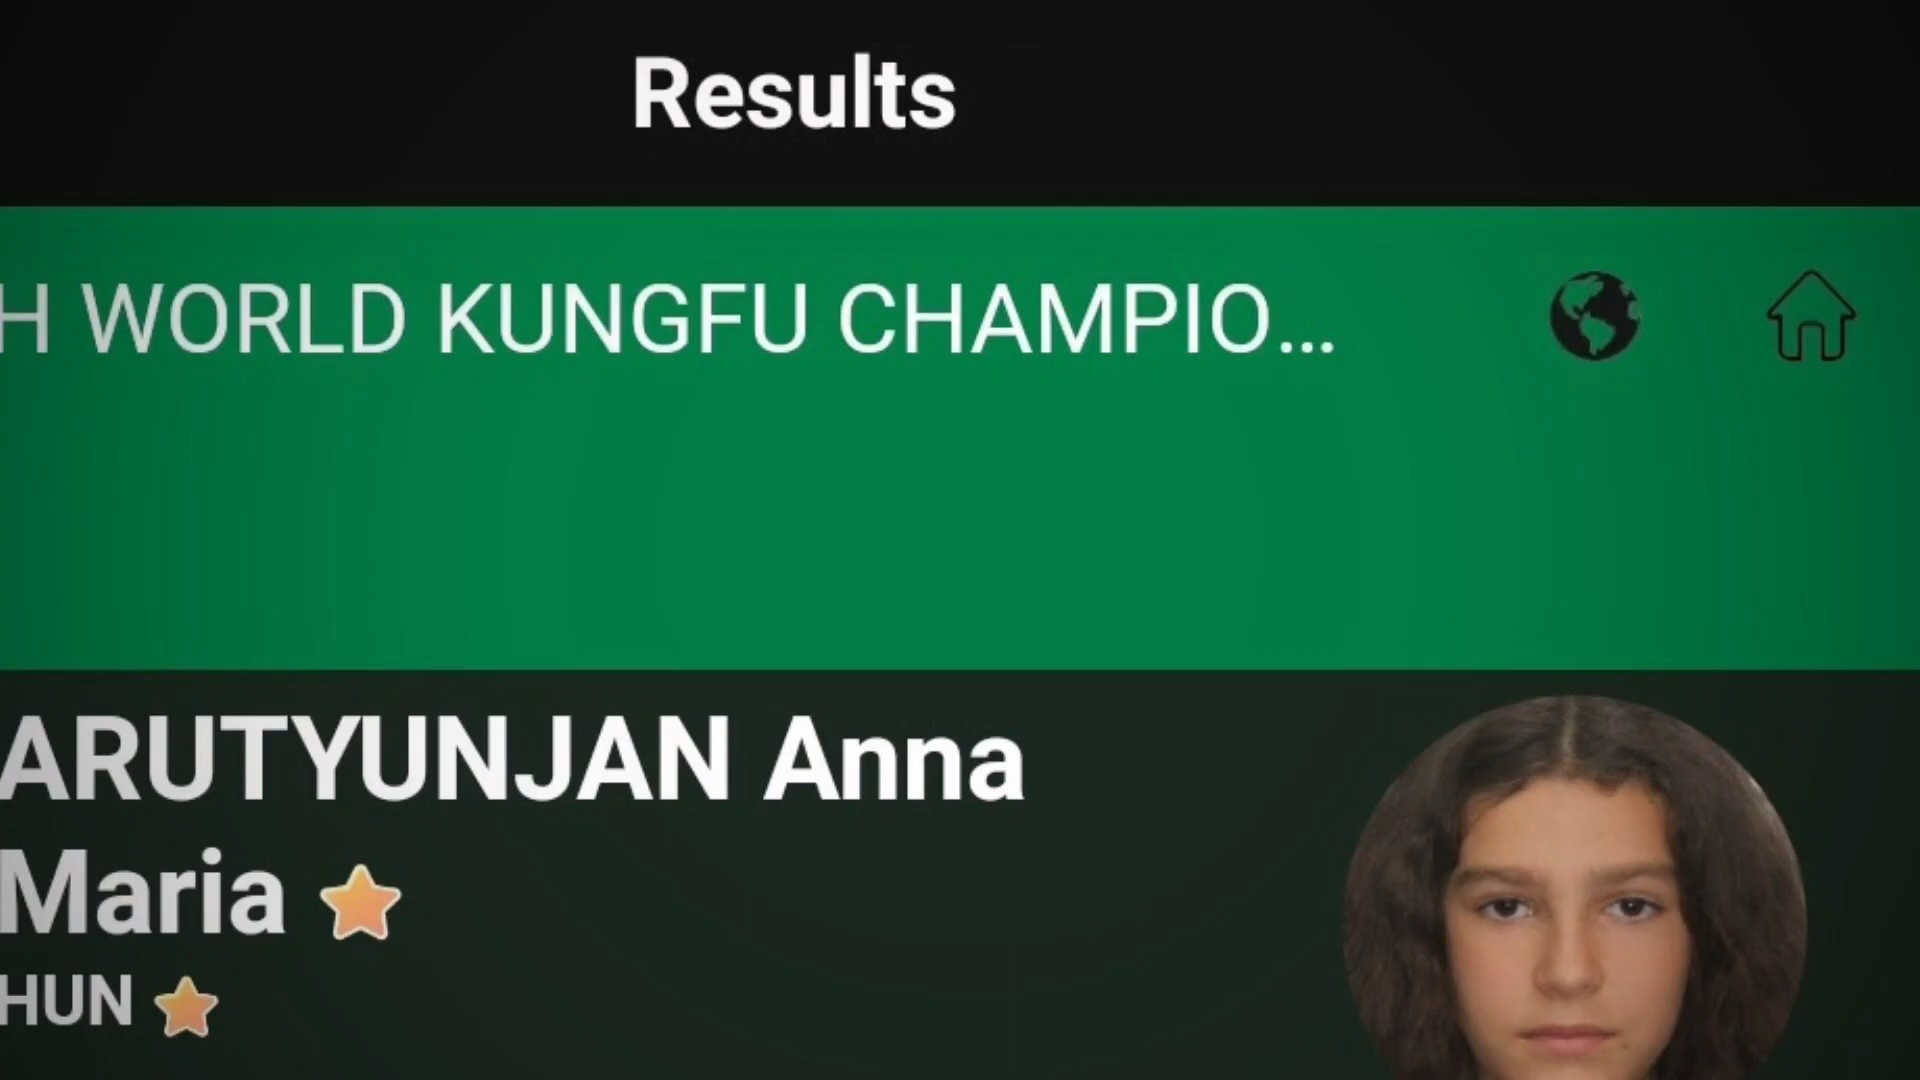 Results
H WORLD KUNGFU CHAMPIO...
ARUTYUNJAN Anna
Maria
HUN